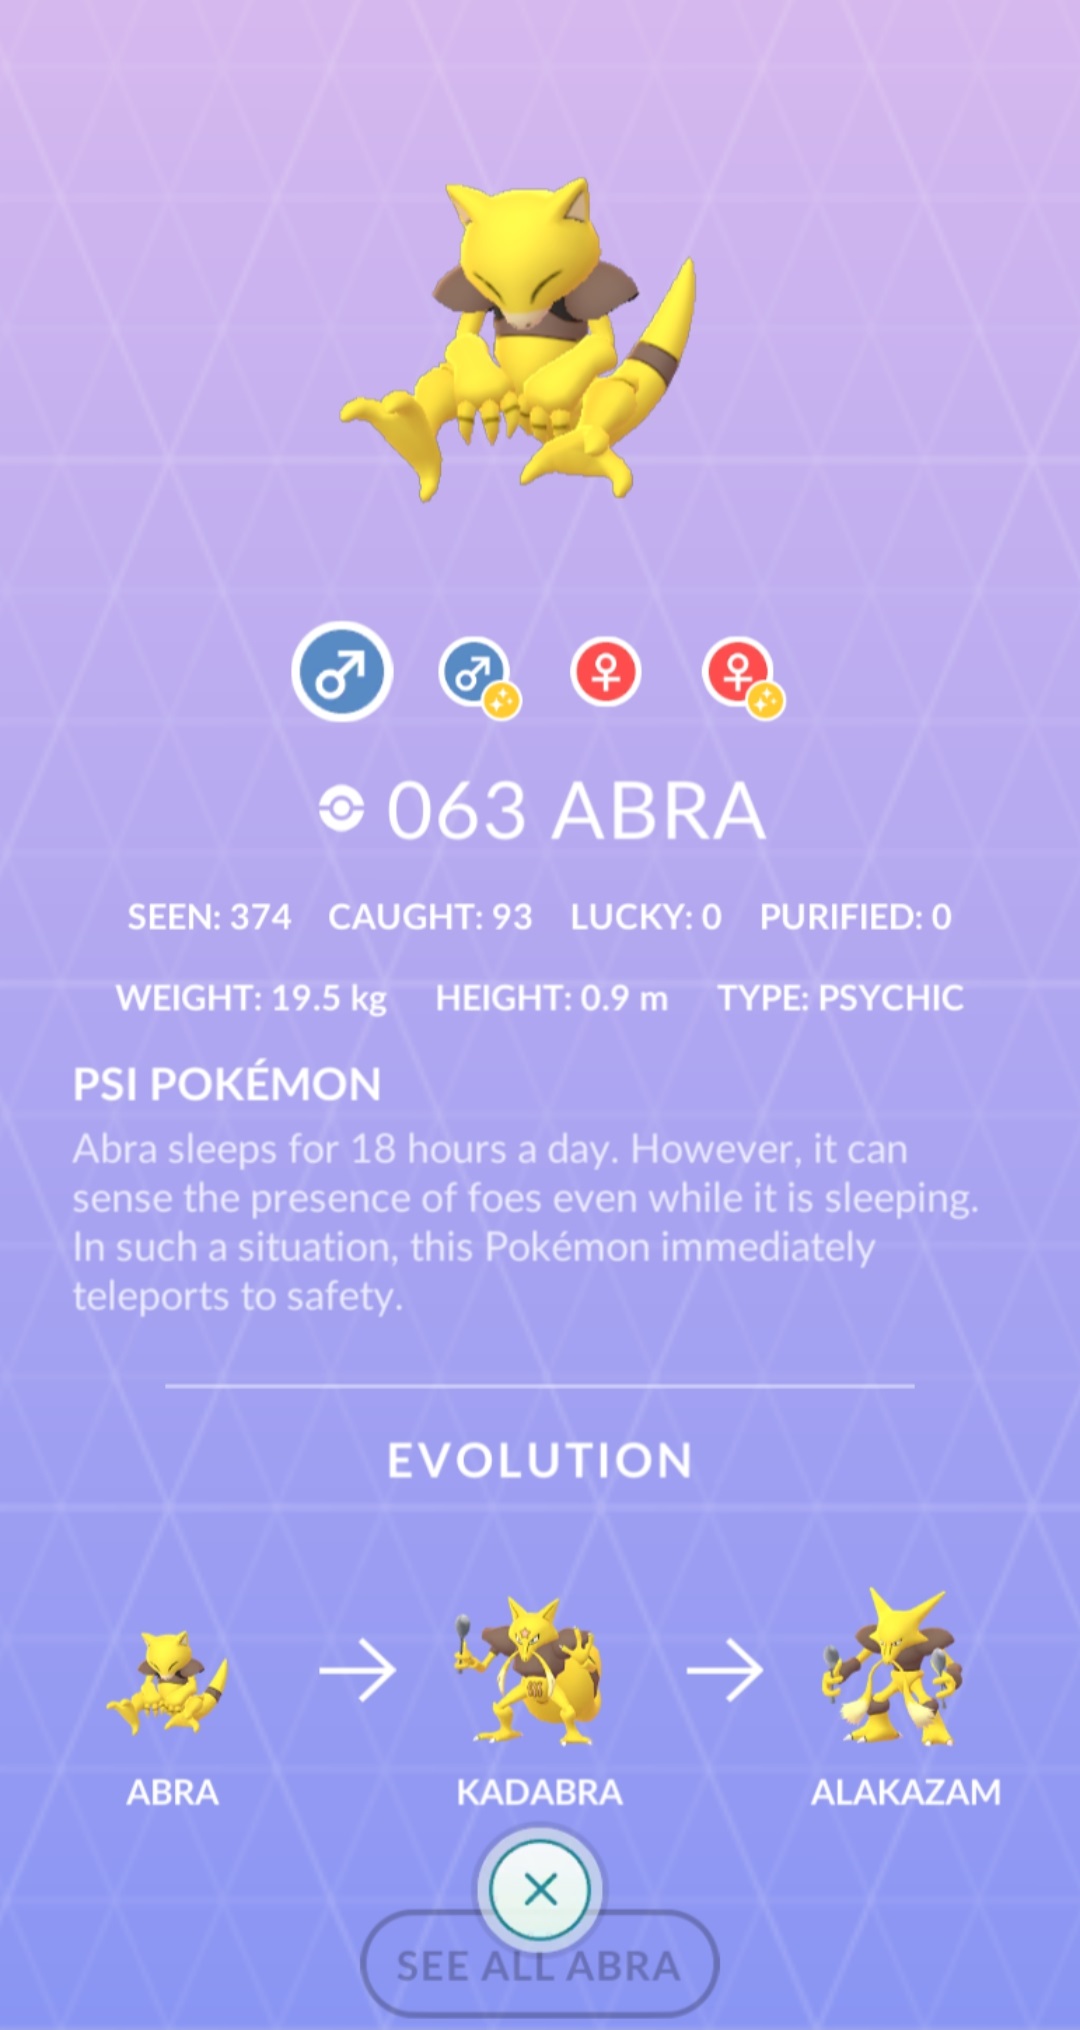 063 ABRA
SEEN: 374 CAUGHT: 93 LUCKY: 0 PURIFIED: 0
WEIGHT: 19.5 kg HEIGHT: 0.9 m TYPE: PSYCHIC
PSI POKÉMON
Abra sleeps for 18 hours a day. However, it can
sense the presence of foes even while it is sleeping.
In such a situation, this Pokémon immediately
teleports to safety.
EVOLUTION
ABRA KADABRA ALAKAZAM
SEE ALL ABRA